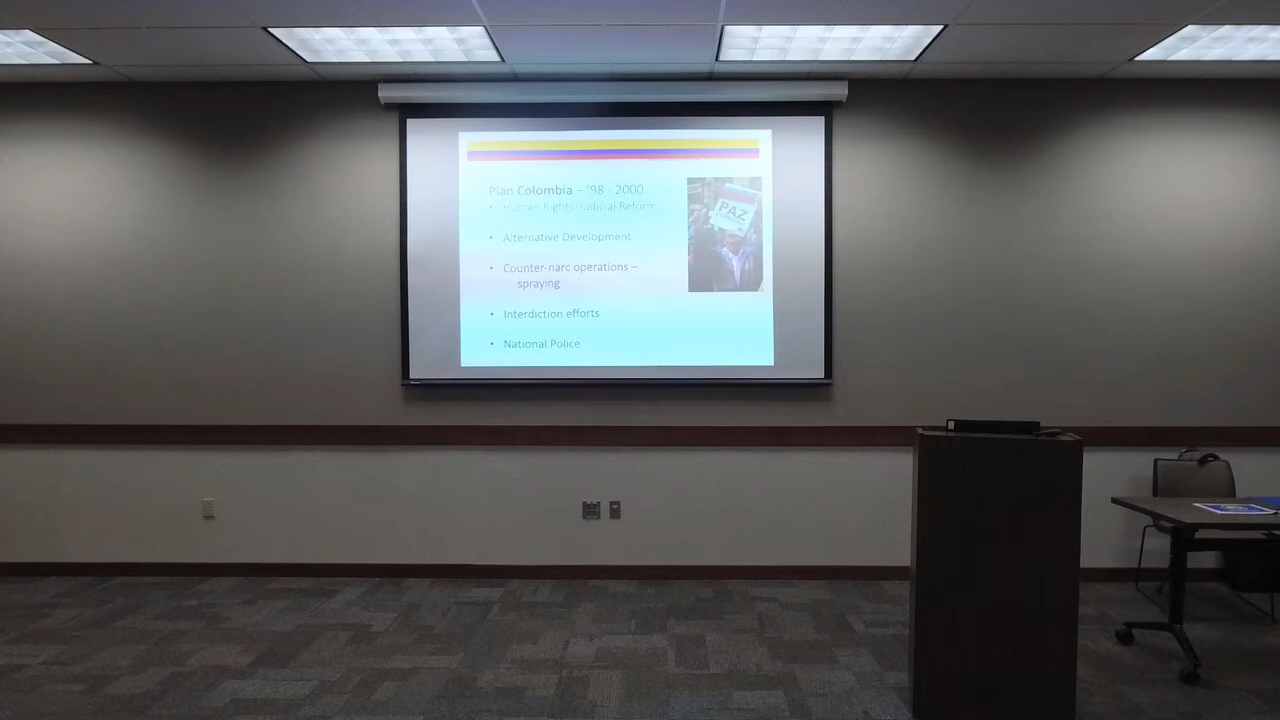 Plan Colombia – '98 - 2000
• Human Rights/Judicial Reform
• Alternative Development
• Counter-narc operations –
spraying
• Interdiction efforts
• National Police
PAZ